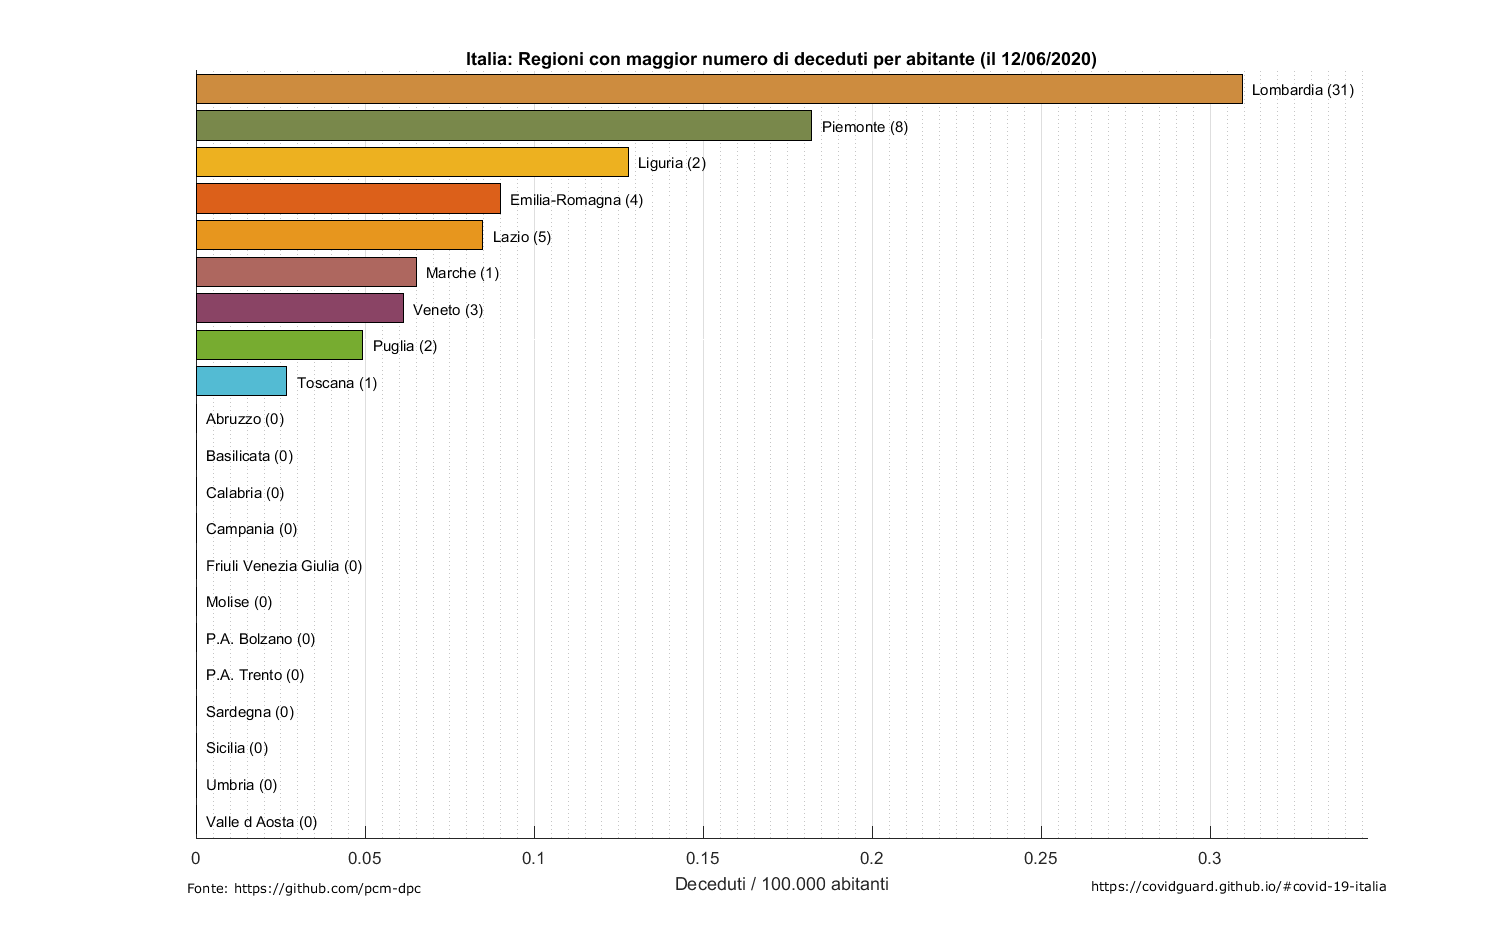 Italia: Regioni con maggior numero di deceduti per abitante (il 12/06/2020)
Lombardia (31)
Piemonte (8)
Liguria (2)
Emilia-Romagna (4)
Lazio (5)
Marche (1)
Veneto (3)
Puglia (2)
Toscana (1)
Abruzzo (0)
Basilicata (0)
Calabria (0)
Campania (0)
Friuli Venezia Giulia (0)
Molise (0)
P.A. Bolzano (0)
P.A. Trento (0)
Sardegna (0)
Sicilia (0)
Umbria (0)
Valle d Aosta (0)
0 0.05 0.1 0.15 0.2 0.25 0.3
Deceduti / 100.000 abitanti
Fonte: https://github.com/pcm-dpc
https://covidguard.github.io/#covid-19-italia